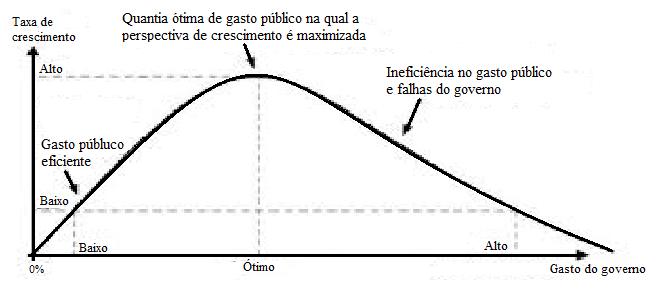 Taxa de
crescimento
Quantia ótima de gasto público na qual a
perspectiva de crescimento é maximizada
Alto
Ineficiência no gasto público
e falhas do governo
Gasto públuco
eficiente
Baixo
Baixo
Alto
0%
Ótimo
Gasto do governo